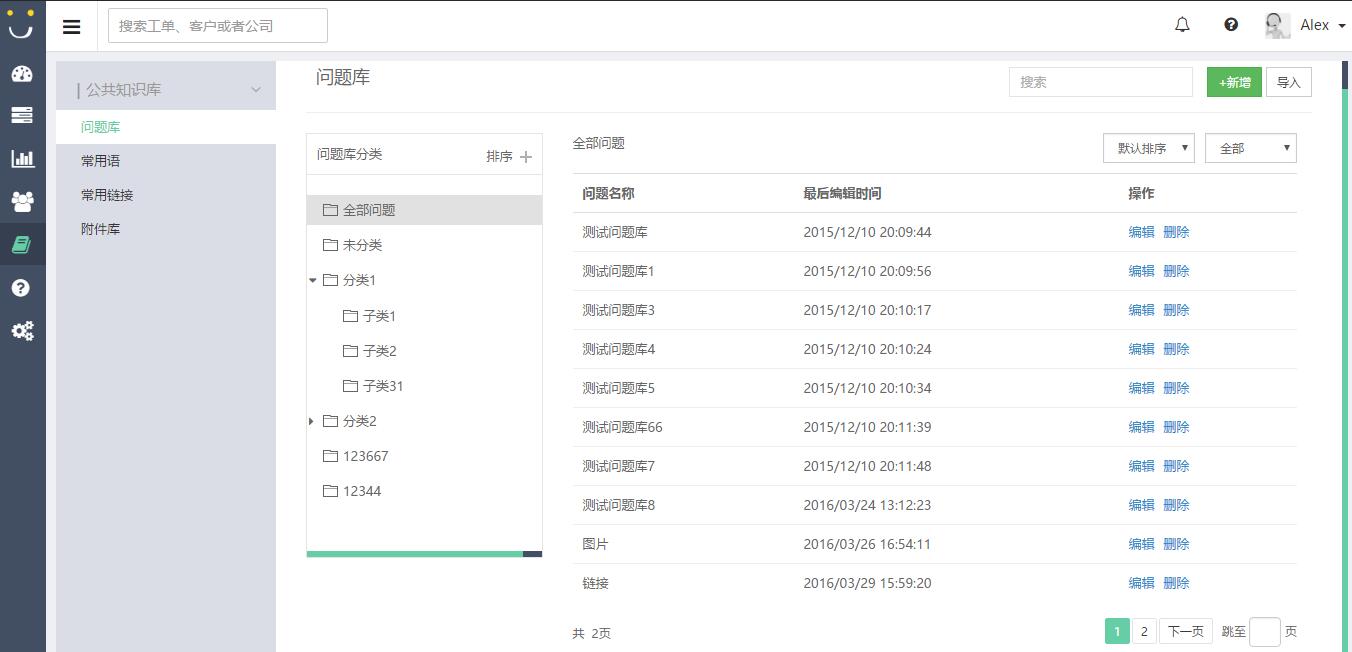 搜索工单、客户或者公司
Alex
公共知识库
问题库
常用语
常用链接
附件库
问题库
搜索
+新增
导入
问题库分类
排序
全部问题
未分类
分类1
子类1
子类2
子类31
分类2
123667
12344
全部问题
默认排序
全部
问题名称 最后编辑时间 操作
测试问题库 2015/12/10 20:09:44 编辑 删除
测试问题库1 2015/12/10 20:09:56 编辑 删除
测试问题库3 2015/12/10 20:10:17 编辑 删除
测试问题库4 2015/12/10 20:10:24 编辑 删除
测试问题库5 2015/12/10 20:10:34 编辑 删除
测试问题库66 2015/12/10 20:11:39 编辑 删除
测试问题库7 2015/12/10 20:11:48 编辑 删除
测试问题库8 2016/03/24 13:12:23 编辑 删除
图片 2016/03/26 16:54:11 编辑 删除
链接 2016/03/29 15:59:20 编辑 删除
共 2页
1 2 下一页 跳至 页